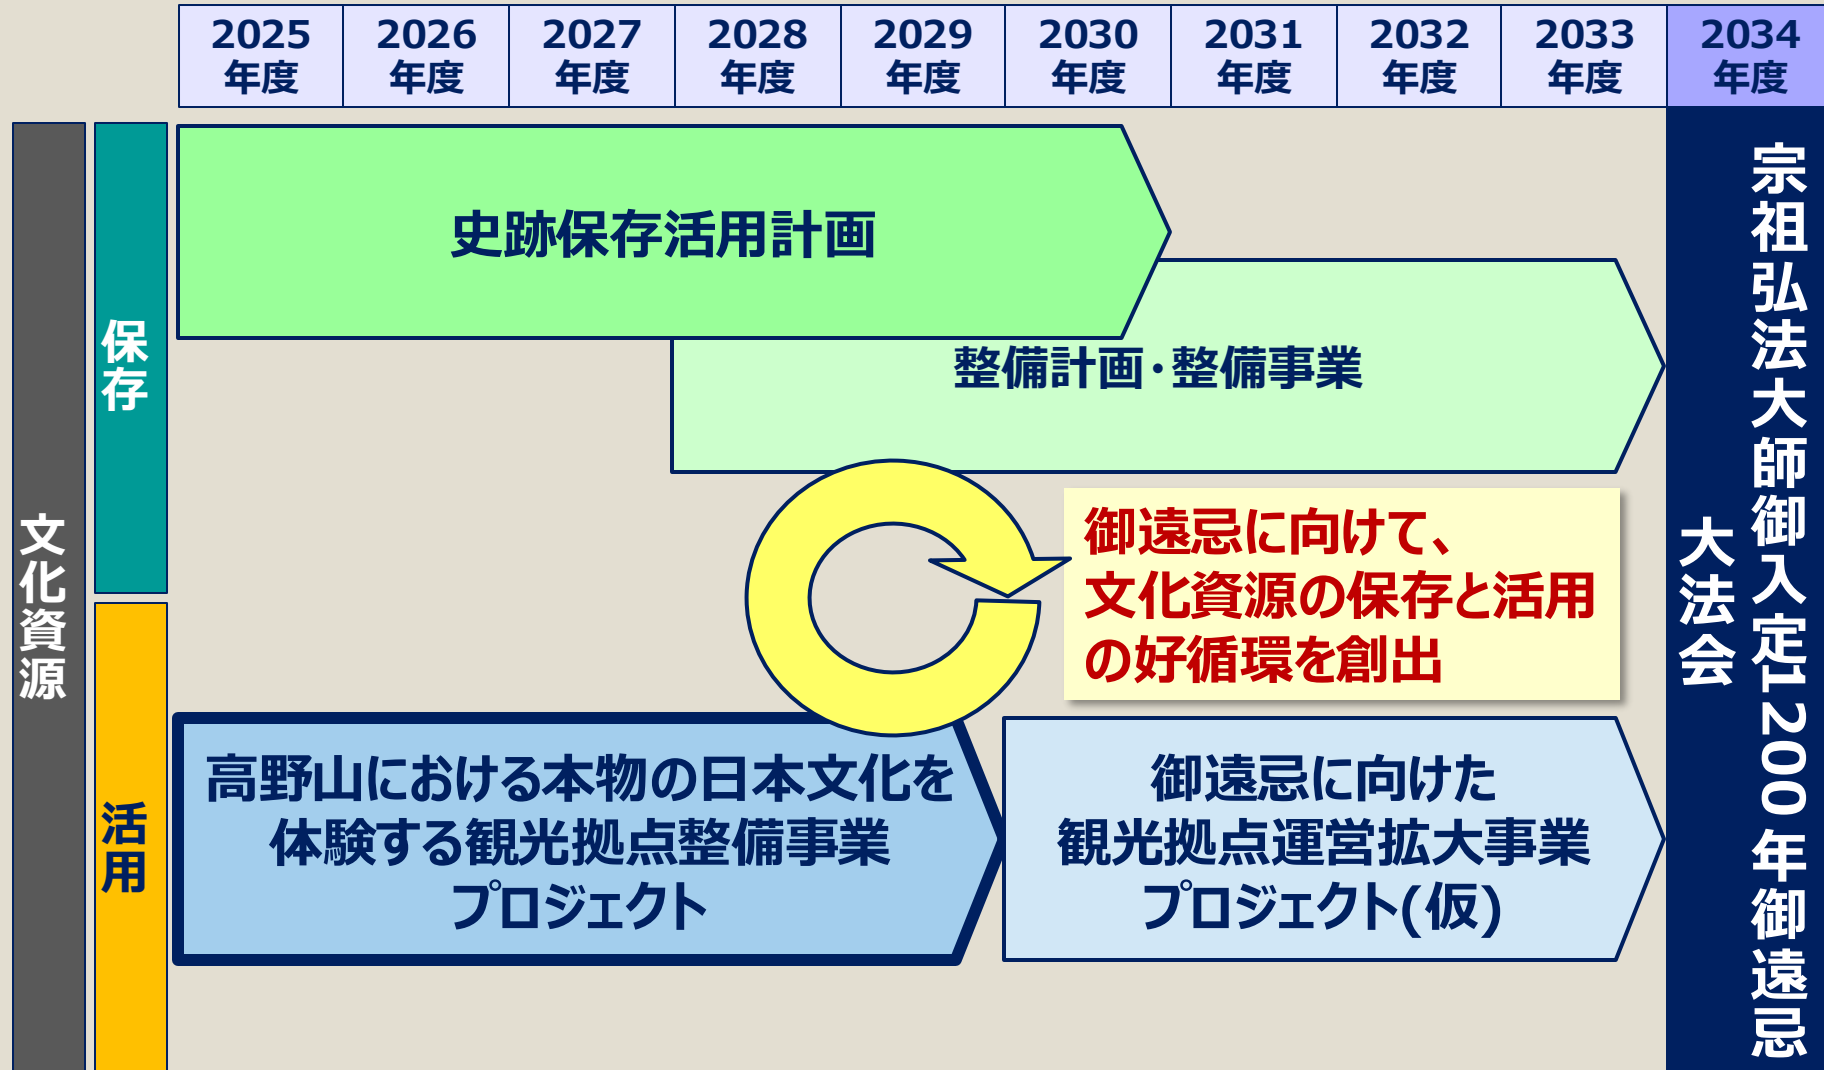 2025
年度
2026
年度
2027
年度
2028
年度
2029
年度
2030
年度
2031
年度
2032
年度
2033
年度
2034
年度
文化資源
保存
史跡保存活用計画
整備計画・整備事業
御遠忌に向けて、
文化資源の保存と活用
の好循環を創出
活用
高野山における本物の日本文化を
体験する観光拠点整備事業
プロジェクト
御遠忌に向けた
観光拠点運営拡大事業
プロジェクト(仮)
宗祖弘法大師御入定1200年御遠忌
大法会